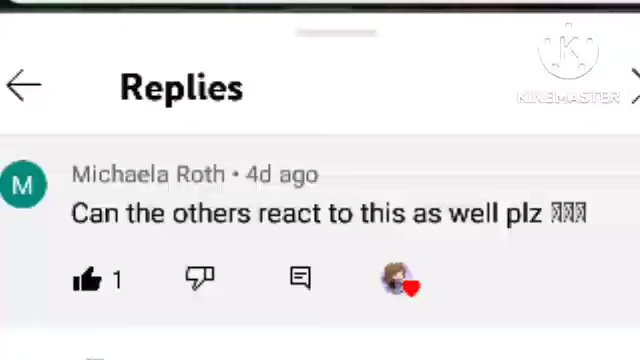 Replies
KINEMASTER
M
Michaela Roth • 4d ago
Can the others react to this as well plz
1